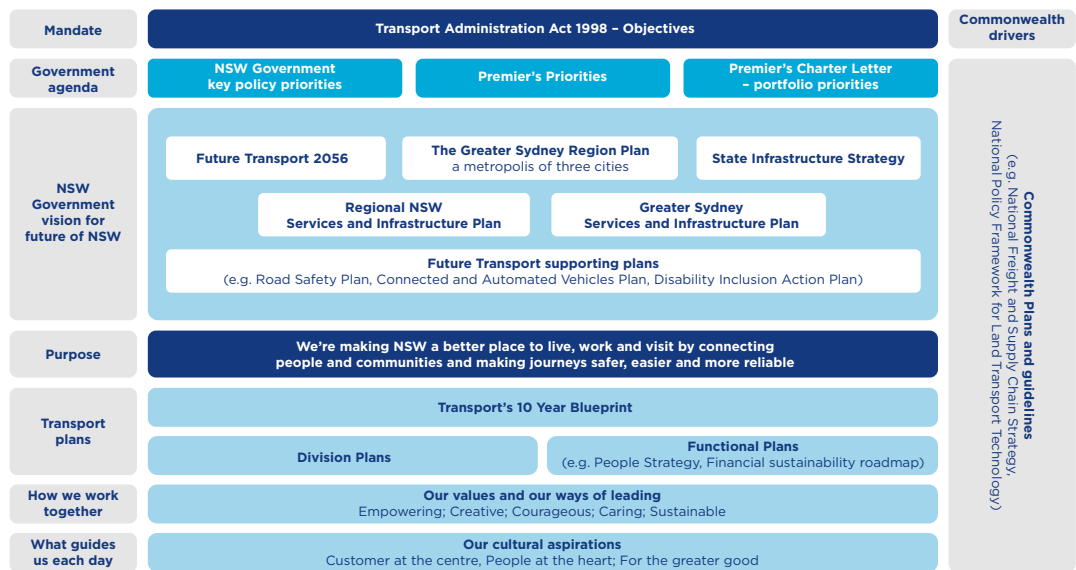 Mandate
Transport Administration Act 1998 – Objectives
Commonwealth
drivers
Government
agenda
NSW Government
key policy priorities
Premier’s Priorities
Premier’s Charter Letter
– portfolio priorities
NSW
Government
vision for
future of NSW
Future Transport 2056
The Greater Sydney Region Plan
a metropolis of three cities
State Infrastructure Strategy
Regional NSW
Services and Infrastructure Plan
Greater Sydney
Services and Infrastructure Plan
Future Transport supporting plans
(e.g. Road Safety Plan, Connected and Automated Vehicles Plan, Disability Inclusion Action Plan)
Purpose
We’re making NSW a better place to live, work and visit by connecting
people and communities and making journeys safer, easier and more reliable
Transport
plans
Transport’s 10 Year Blueprint
Division Plans
Functional Plans
(e.g. People Strategy, Financial sustainability roadmap)
How we work
together
Our values and our ways of leading
Empowering; Creative; Courageous; Caring; Sustainable
What guides
us each day
Our cultural aspirations
Customer at the centre, People at the heart; For the greater good
Commonwealth Plans and guidelines
(e.g. National Freight and Supply Chain Strategy,
National Policy Framework for Land Transport Technology)